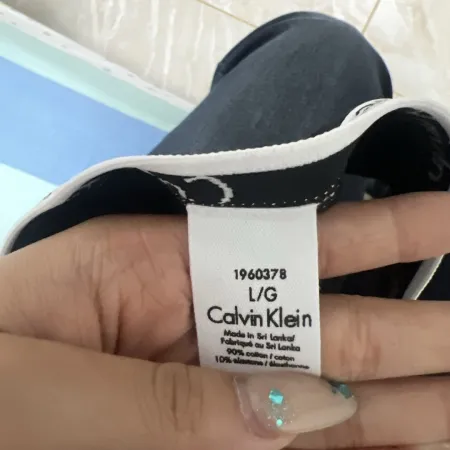 1960378
L/G
Calvin Klein
Made in Sri Lanka/
Fabriqué au Sri Lanka
90% cotton / coton
10% elastane / élasthanne